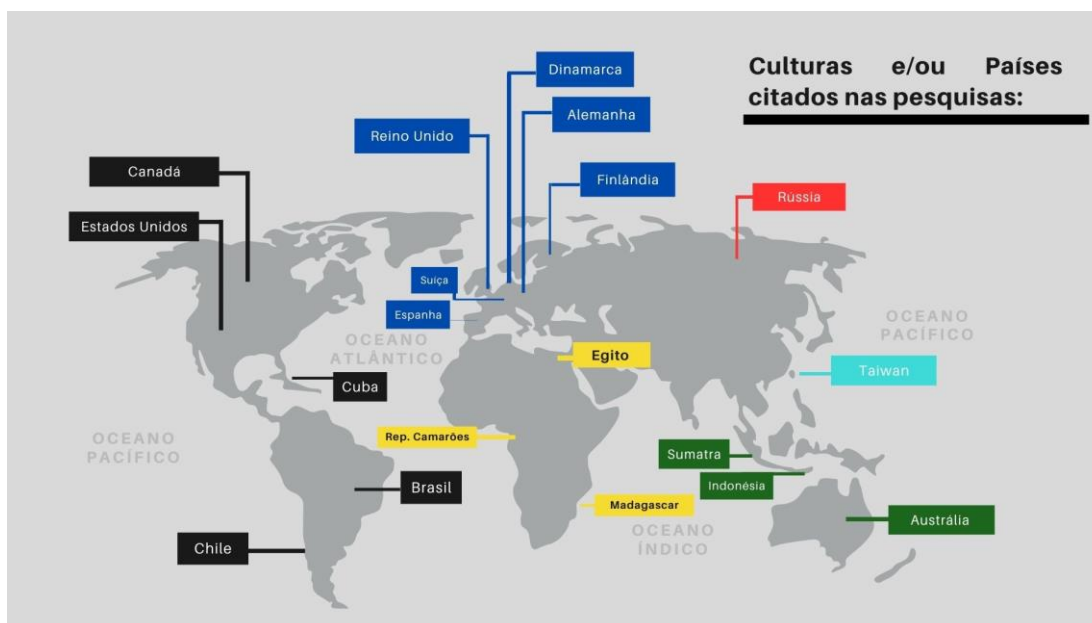 Culturas e/ou Países
citados nas pesquisas:
Dinamarca
Alemanha
Reino Unido
Finlândia
Canadá
Estados Unidos
Rússia
Suíça
Espanha
OCEANO
ATLÂNTICO
OCEANO
PACÍFICO
Egito
Taiwan
Cuba
OCEANO
PACÍFICO
Rep. Camarões
Sumatra
Indonésia
Brasil
Madagascar
Austrália
OCEANO
ÍNDICO
Chile